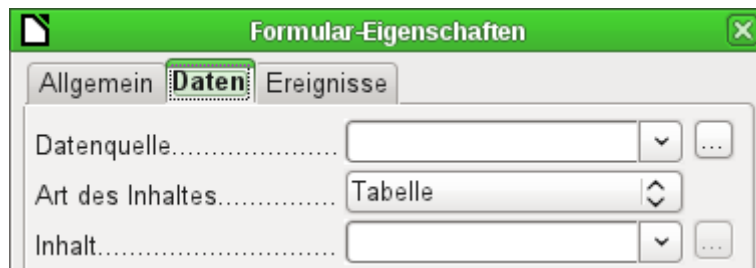 Formular-Eigenschaften
Allgemein Daten Ereignisse
Datenquelle..................... ...
Art des Inhaltes............... Tabelle
Inhalt............................. ...